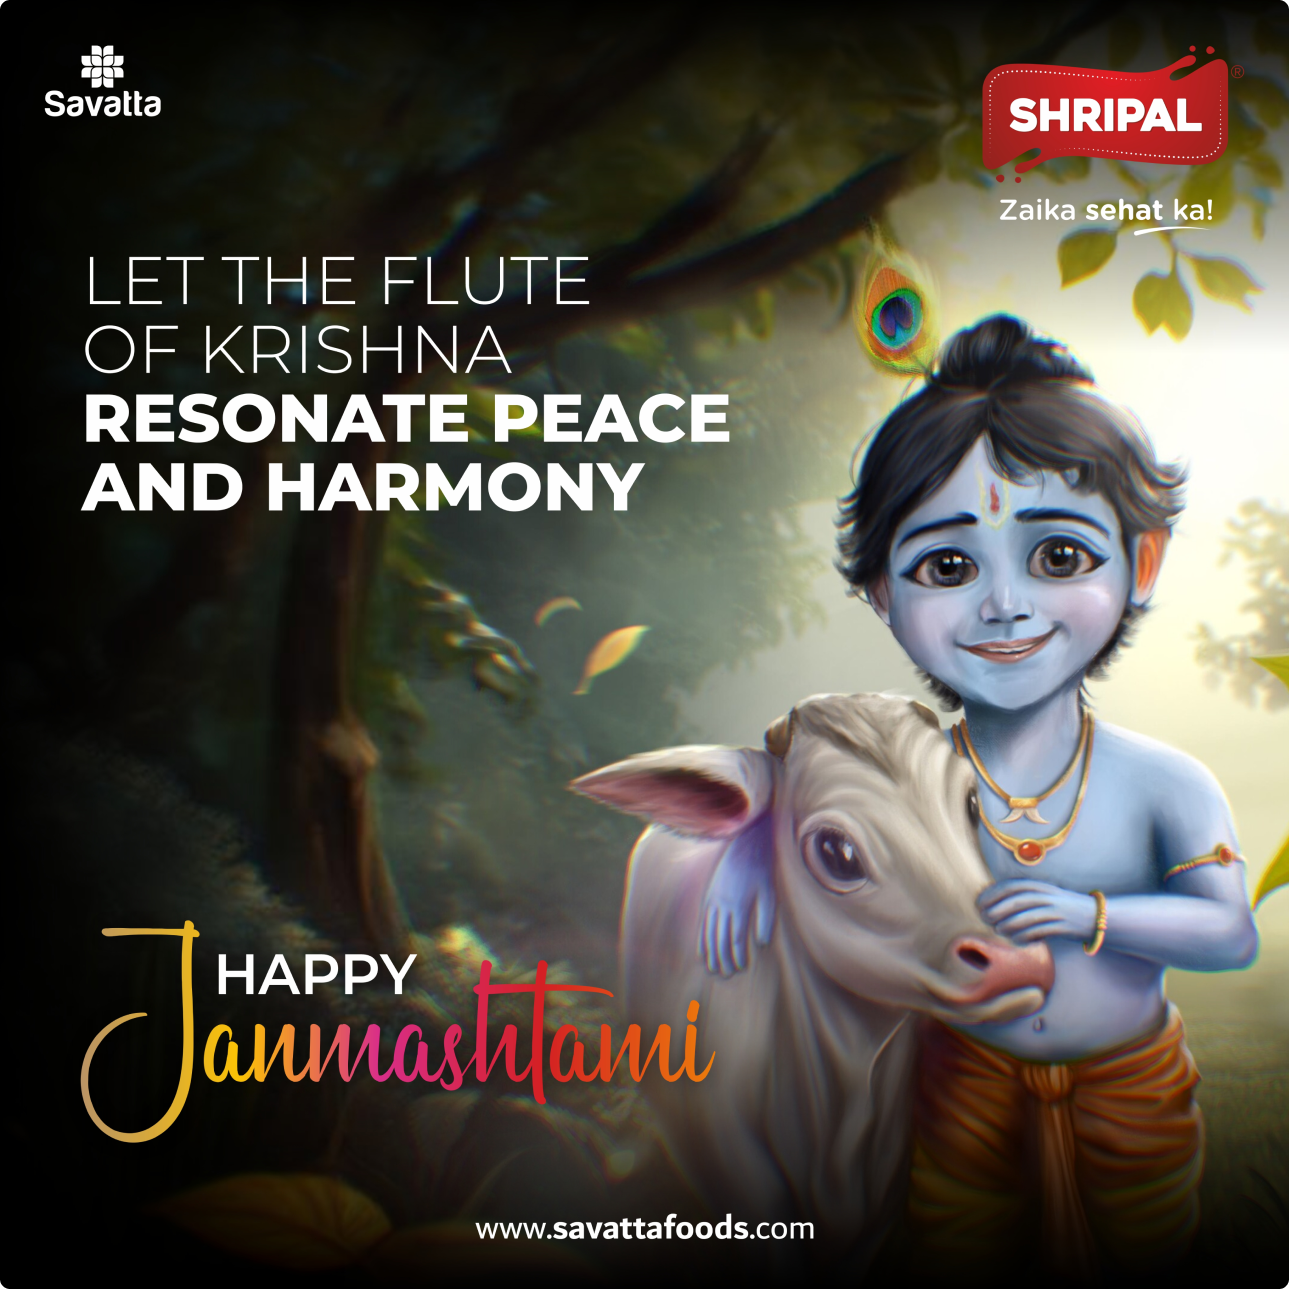 Savatta
SHRIPAL®
Zaika sehat ka!
LET THE FLUTE
OF KRISHNA
RESONATE PEACE
AND HARMONY
HAPPY
Janmashtami
www.savattafoods.com